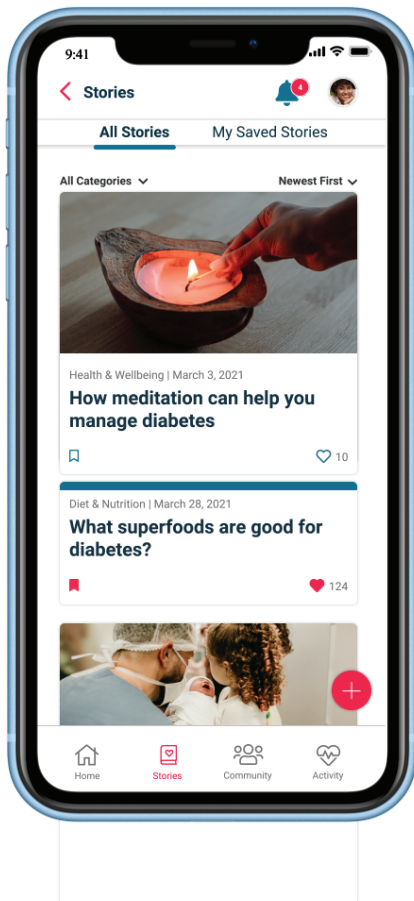 9:41
Stories
4
All Stories My Saved Stories
All Categories Newest First
Health & Wellbeing | March 3, 2021
How meditation can help you
manage diabetes
10
Diet & Nutrition | March 28, 2021
What superfoods are good for
diabetes?
124
Home Stories Community Activity